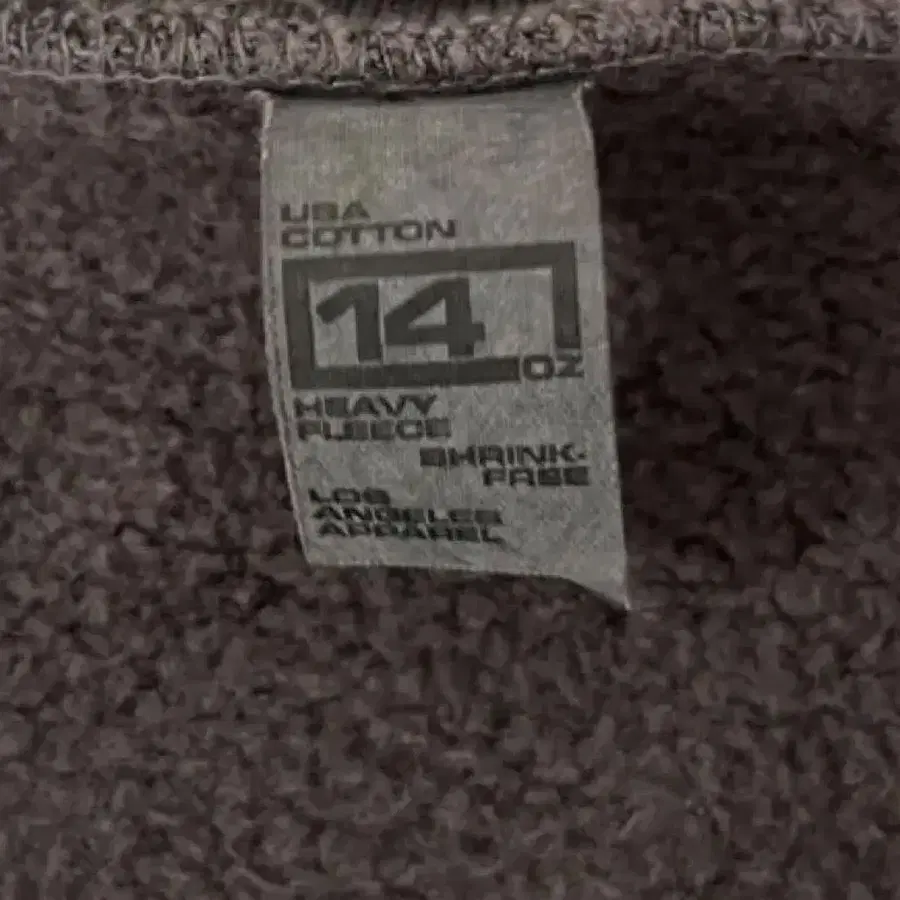 USA
COTTON
14
OZ
HEAVY
FLEECE
SHRINK-
FREE
LOS
ANGELES
APPAREL